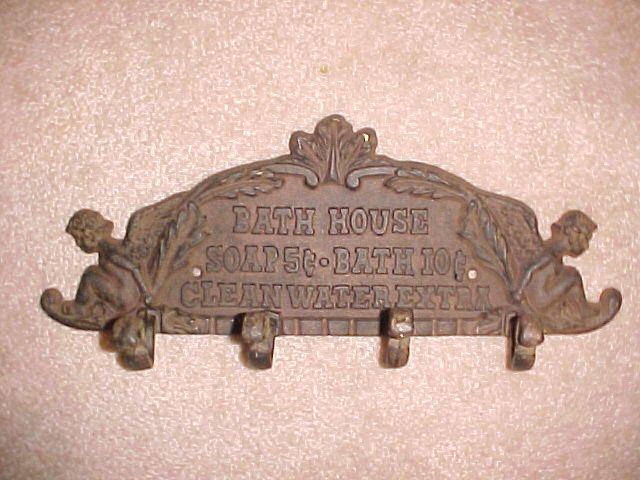 BATH HOUSE
SOAP 5¢ • BATH 10¢
CLEAN WATER EXTRA